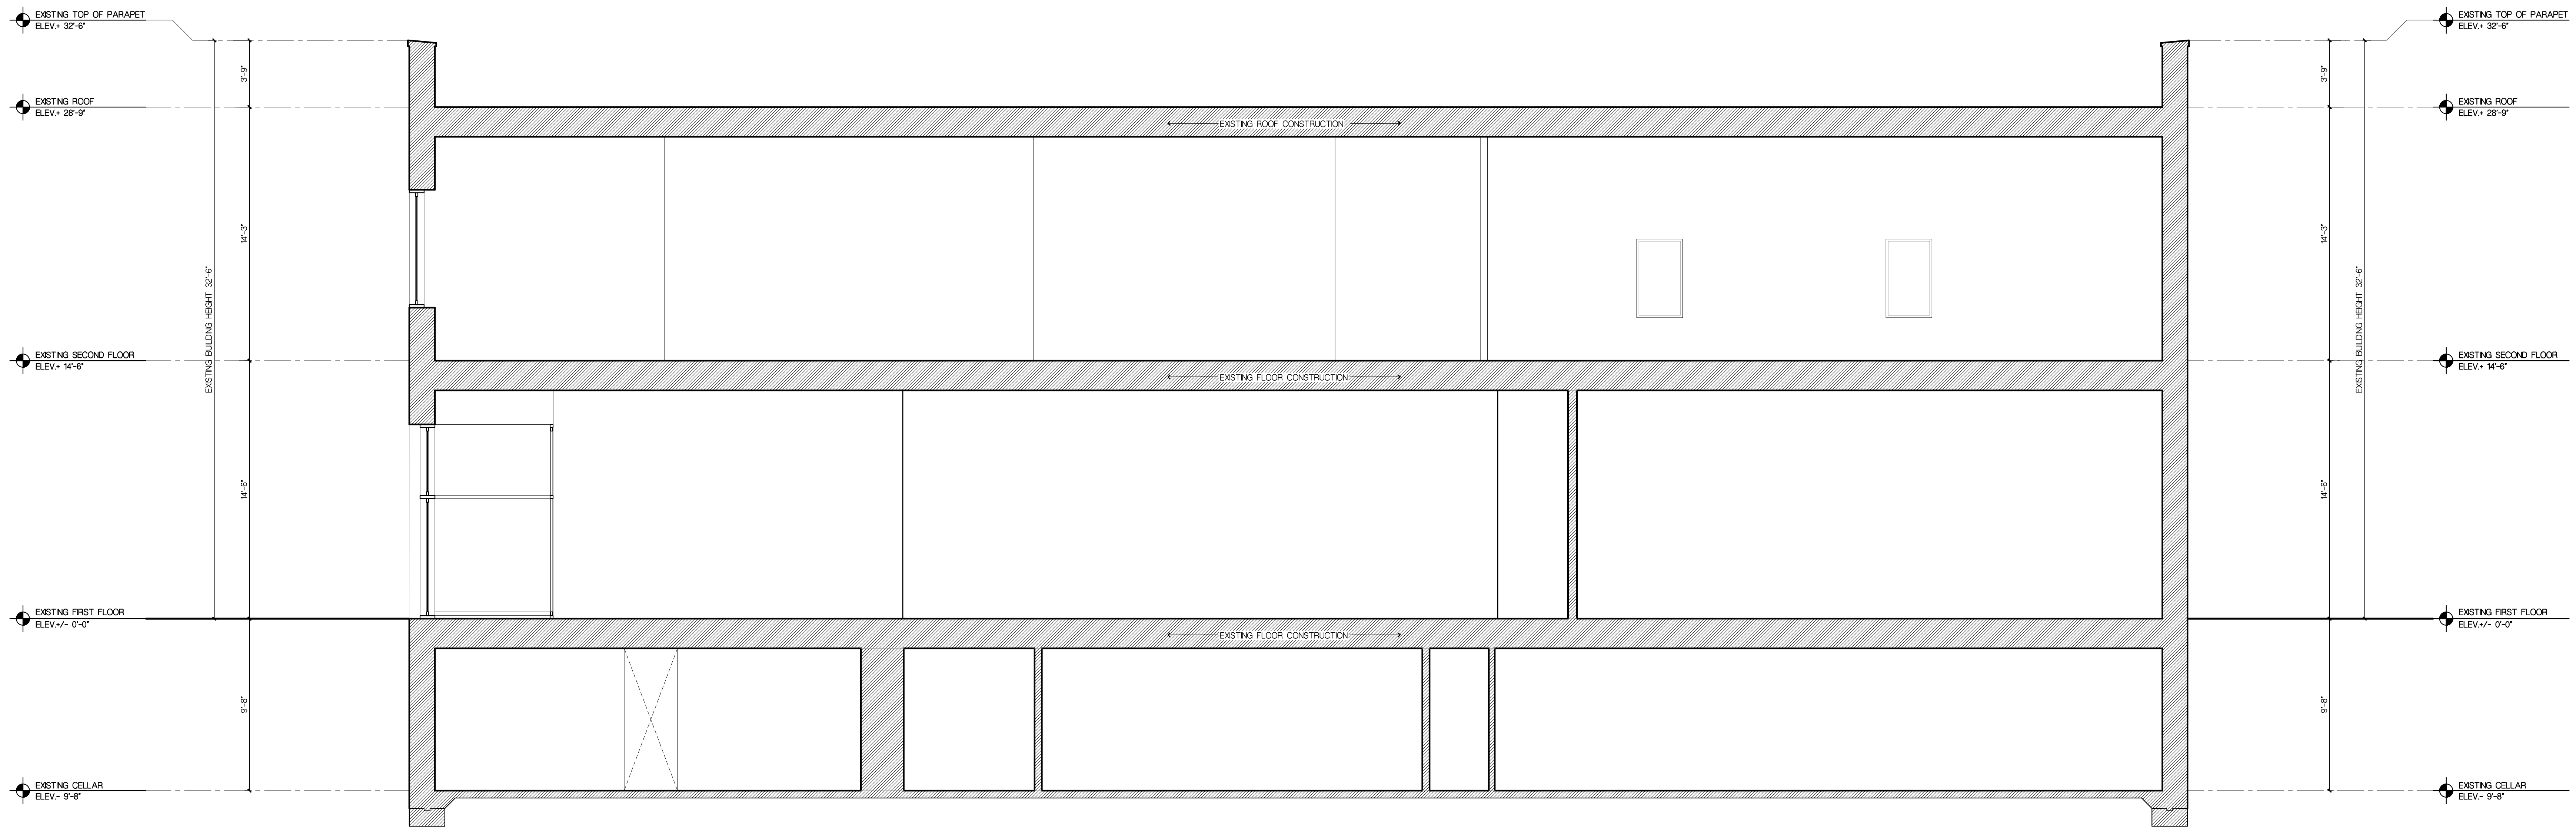 EXISTING TOP OF PARAPET
ELEV.+ 32'-6"
EXISTING TOP OF PARAPET
ELEV.+ 32'-6"
3'-9"
3'-9"
EXISTING ROOF
ELEV.+ 28'-9"
EXISTING ROOF
ELEV.+ 28'-9"
EXISTING ROOF CONSTRUCTION
14'-3"
14'-3"
EXISTING BUILDING HEIGHT 32'-6"
EXISTING BUILDING HEIGHT 32'-6"
EXISTING SECOND FLOOR
ELEV.+ 14'-6"
EXISTING SECOND FLOOR
ELEV.+ 14'-6"
EXISTING FLOOR CONSTRUCTION
14'-6"
14'-6"
EXISTING FIRST FLOOR
ELEV.+/- 0'-0"
EXISTING FIRST FLOOR
ELEV.+/- 0'-0"
EXISTING FLOOR CONSTRUCTION
9'-8"
9'-8"
EXISTING CELLAR
ELEV.- 9'-8"
EXISTING CELLAR
ELEV.- 9'-8"